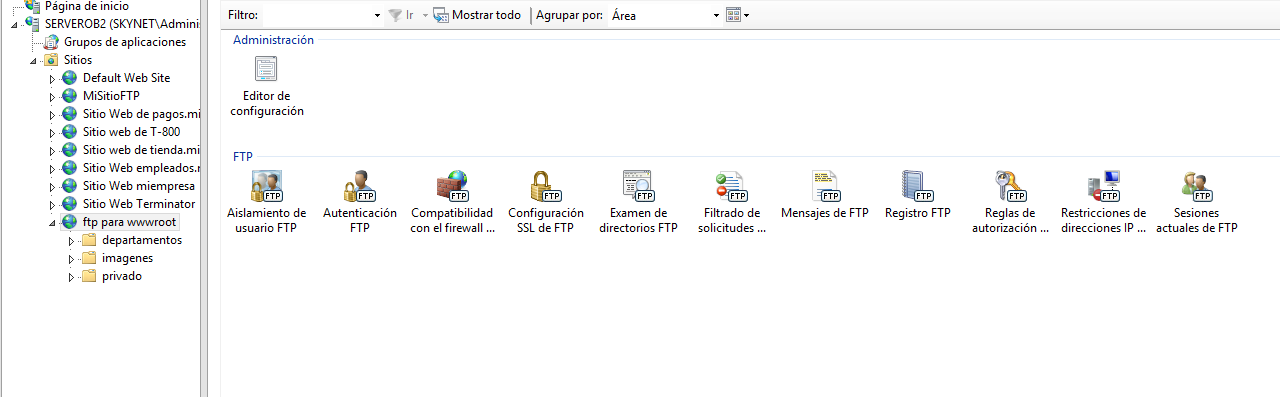 Página de inicio
SERVEROB2 (SKYNET\Admini
Grupos de aplicaciones
Sitios
Default Web Site
MiSitioFTP
Sitio Web de pagos.mi
Sitio web de T-800
Sitio web de tienda.mi
Sitio Web empleados.r
Sitio Web miempresa
Sitio Web Terminator
ftp para wwwroot
departamentos
imagenes
privado
Filtro: Ir Mostrar todo Agrupar por: Área
Administración
Editor de
configuración
FTP
FTP
Aislamiento de
usuario FTP
FTP
Autenticación
FTP
FTP
Compatibilidad
con el firewall ...
FTP
Configuración
SSL de FTP
FTP
Examen de
directorios FTP
FTP
Filtrado de
solicitudes ...
FTP
Mensajes de FTP
FTP
Registro FTP
FTP
Reglas de
autorización ...
FTP
Restricciones de
direcciones IP ...
FTP
Sesiones
actuales de FTP